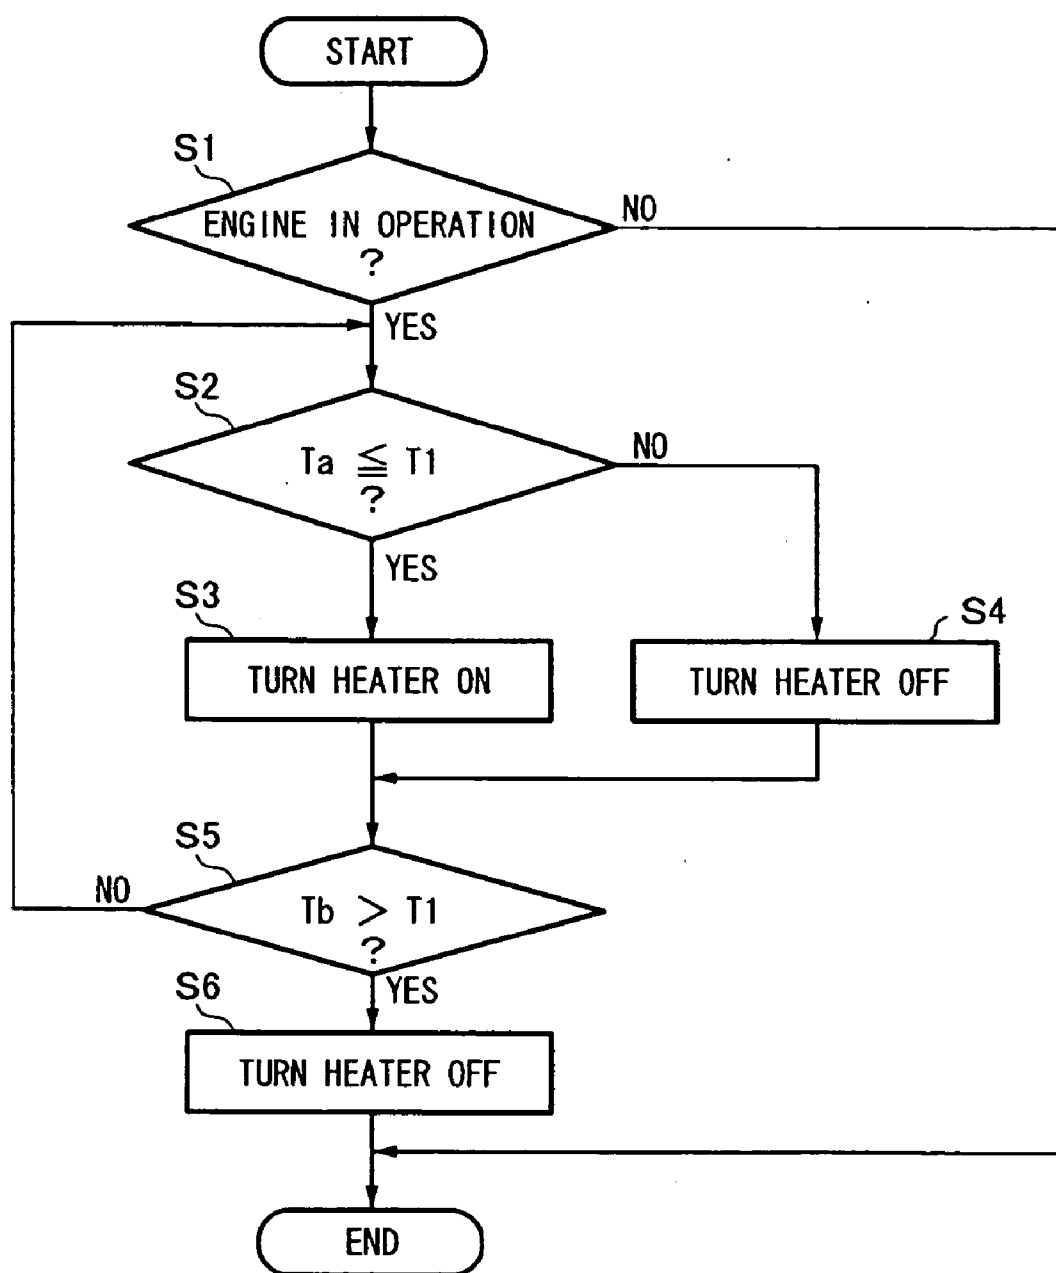 START
S1
ENGINE IN OPERATION
?
NO
YES
S2
Ta ≦ T1
?
NO
YES
S3
TURN HEATER ON
S4
TURN HEATER OFF
S5
Tb > T1
?
NO
YES
S6
TURN HEATER OFF
END